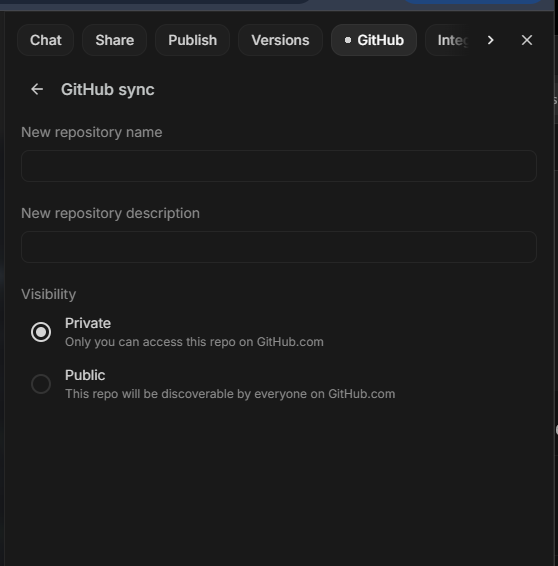 Chat
Share
Publish
Versions
GitHub
GitHub sync
New repository name
New repository description
Visibility
Private
Only you can access this repo on GitHub.com
Public
This repo will be discoverable by everyone on GitHub.com